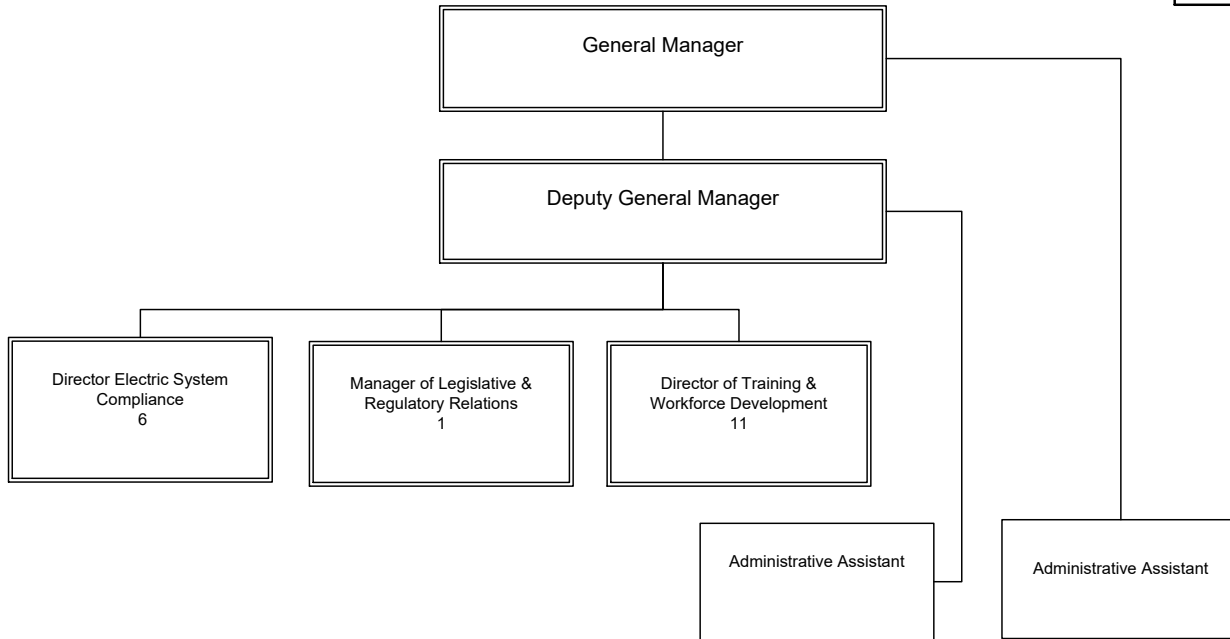 General Manager
Deputy General Manager
Director Electric System
Compliance
6
Manager of Legislative &
Regulatory Relations
1
Director of Training &
Workforce Development
11
Administrative Assistant
Administrative Assistant